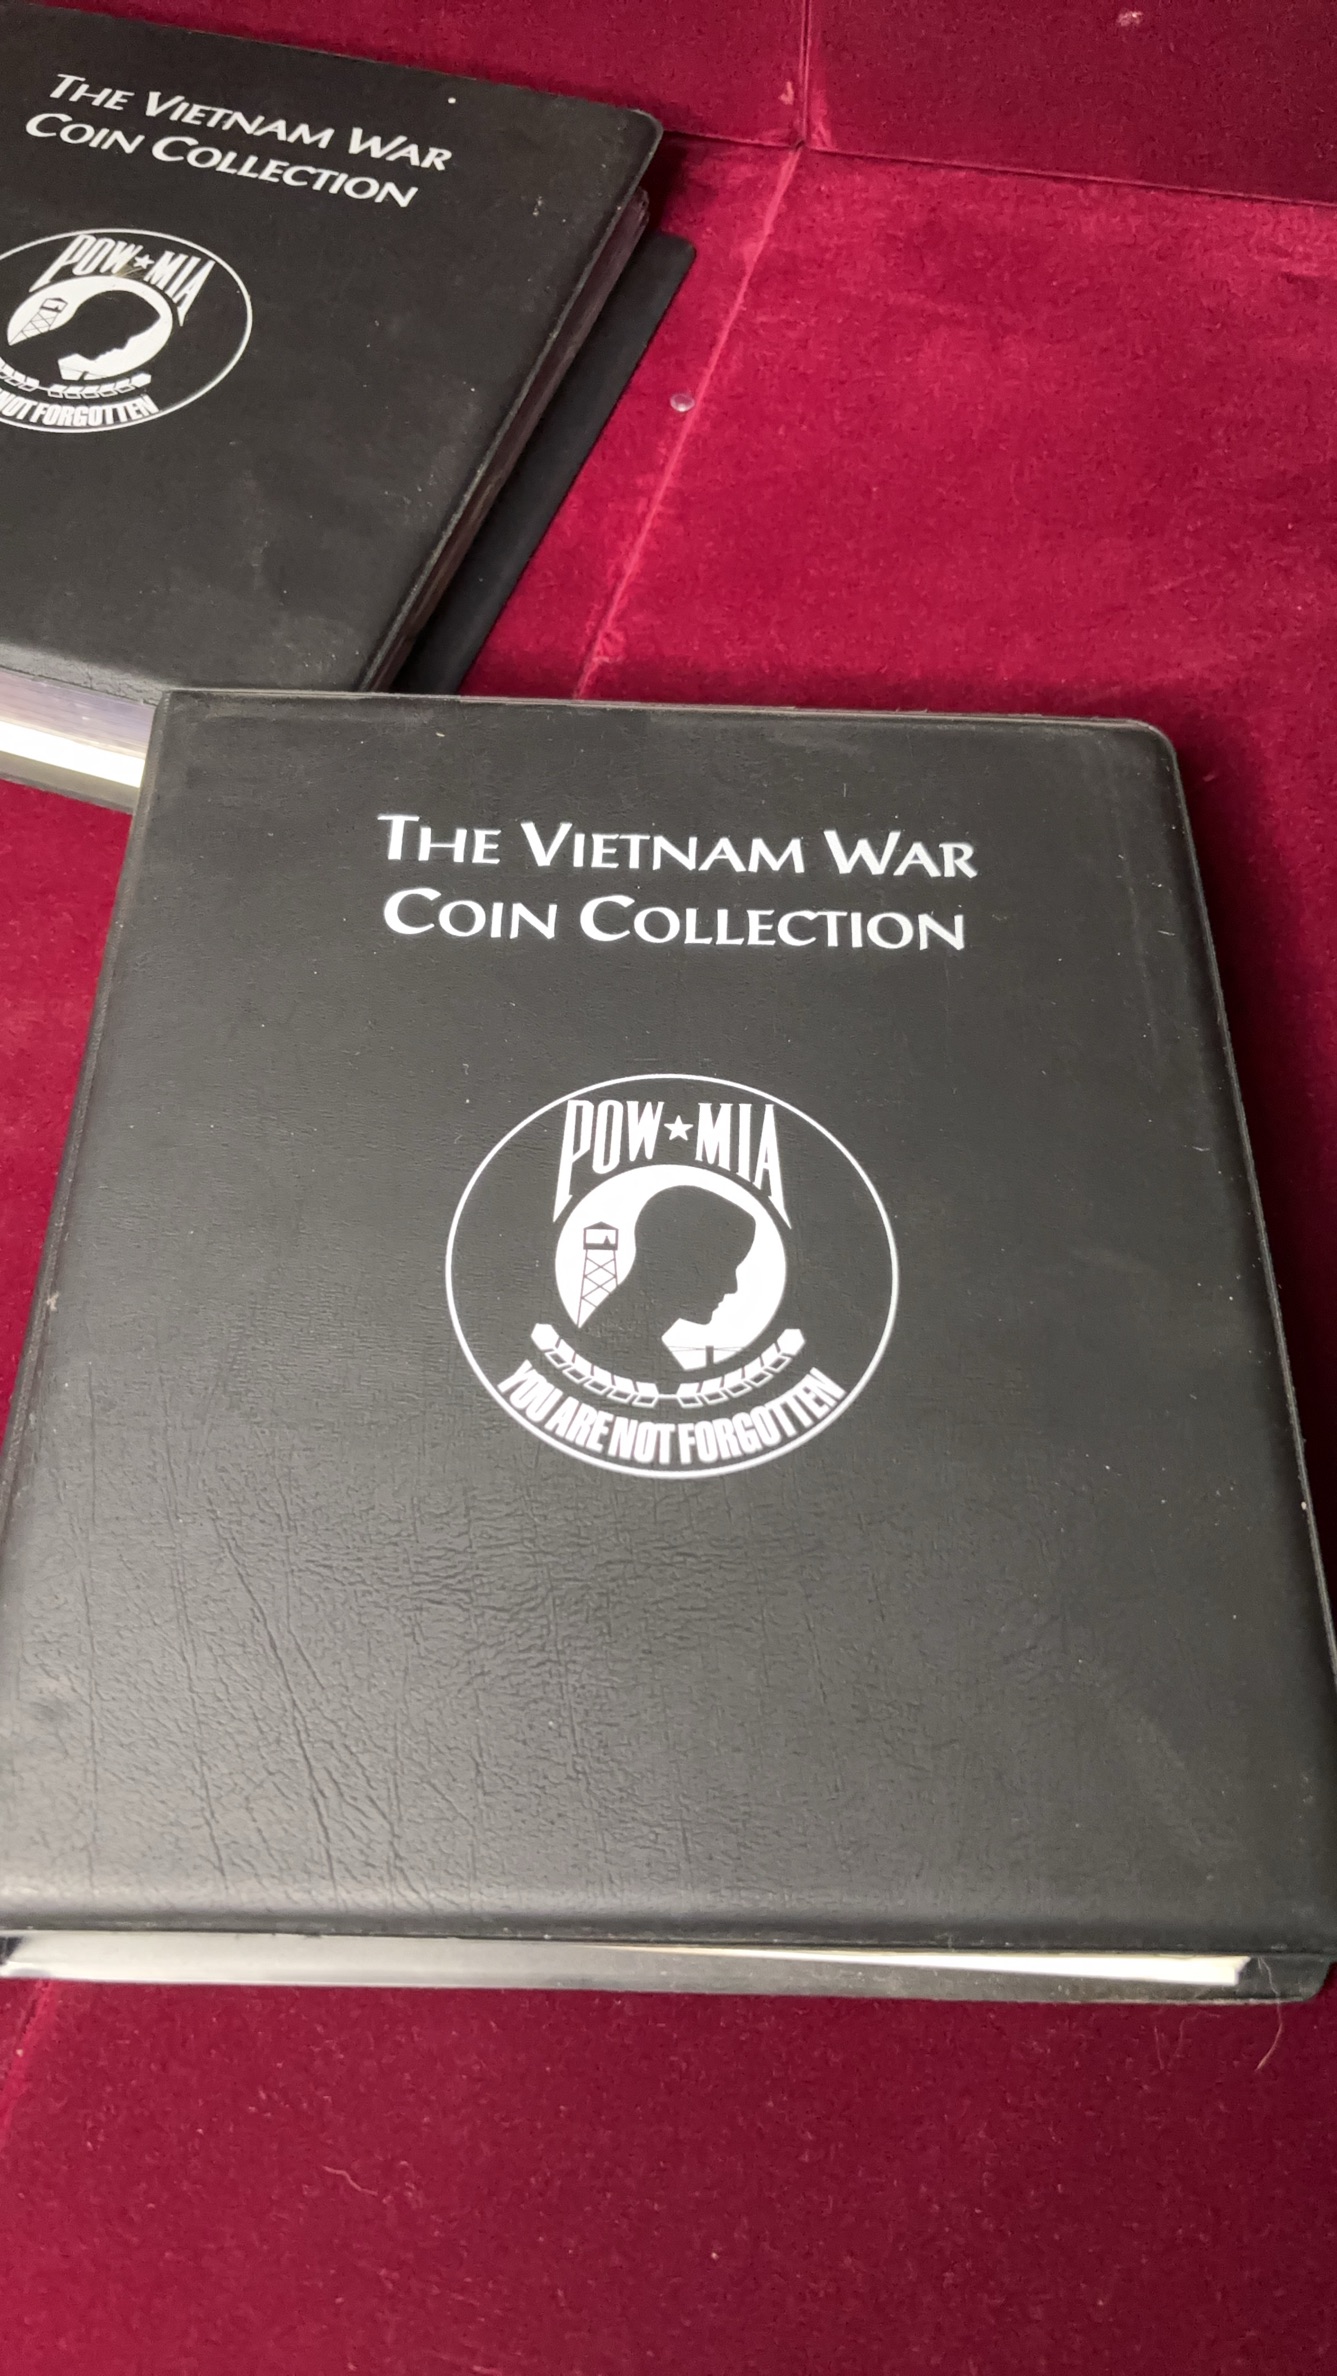 THE VIETNAM WAR
COIN COLLECTION
POW★MIA
NOT FORGOTTEN
THE VIETNAM WAR
COIN COLLECTION
POW★MIA
YOU ARE NOT FORGOTTEN